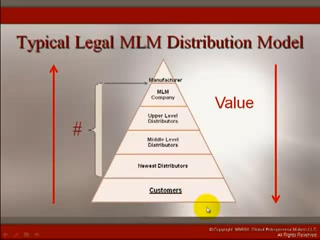 Typical Legal MLM Distribution Model
Manufacturer
MLM
Company
Value
Upper Level
Distributors
#
Middle Level
Distributors
Newest Distributors
Customers
All Rights Reserved.